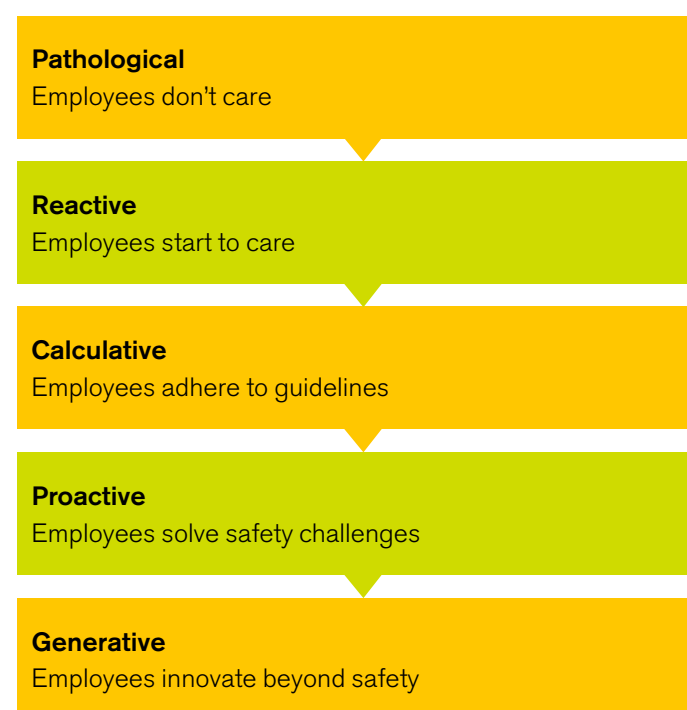 Pathological
Employees don’t care
Reactive
Employees start to care
Calculative
Employees adhere to guidelines
Proactive
Employees solve safety challenges
Generative
Employees innovate beyond safety